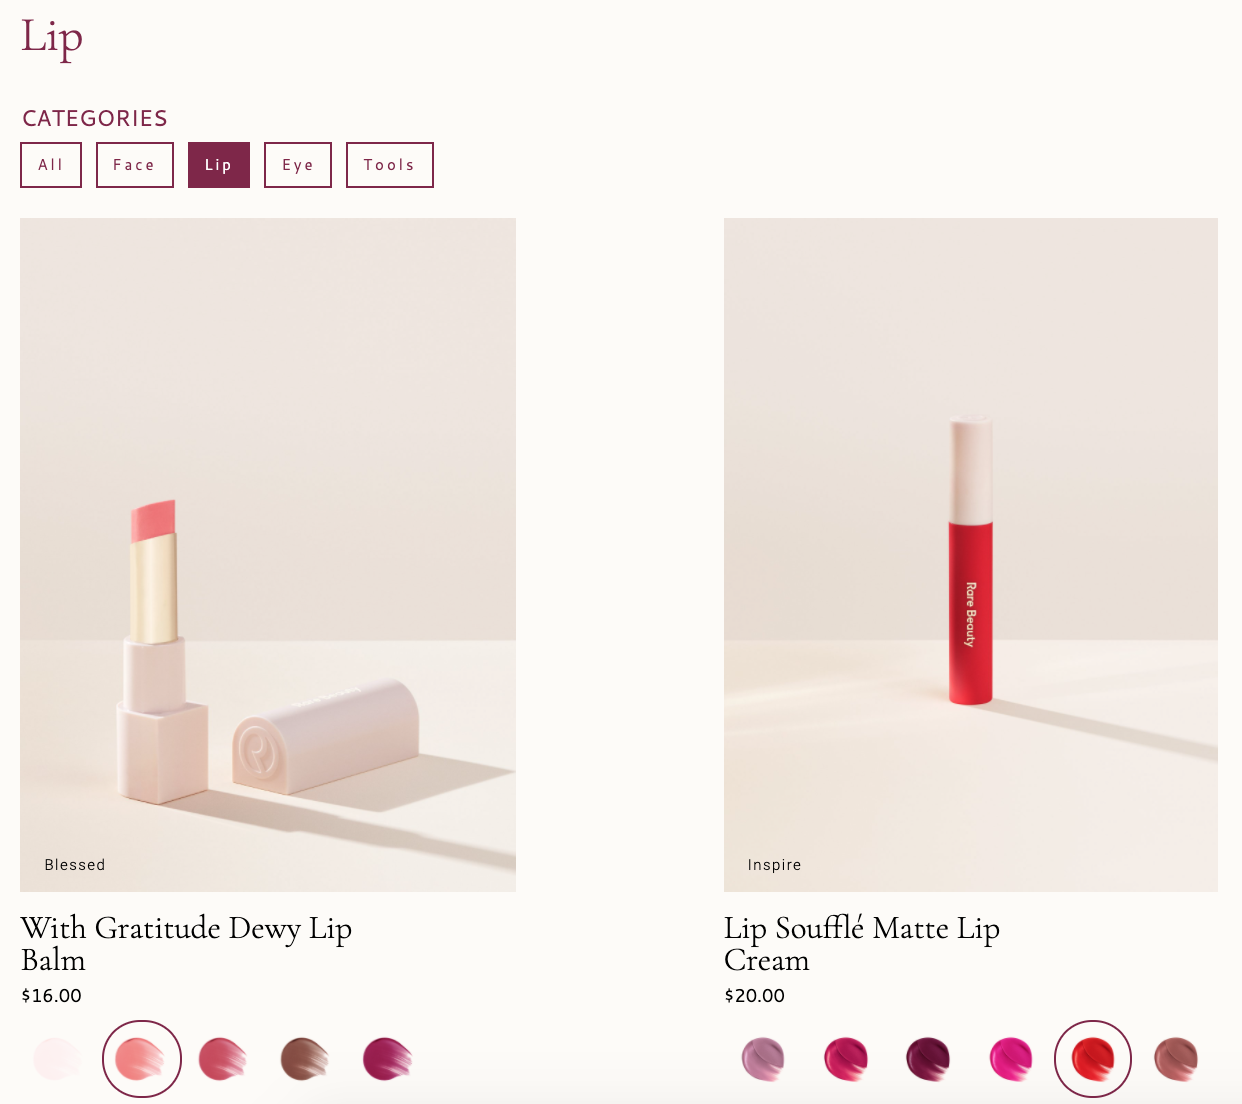 Lip
CATEGORIES
All
Face
Lip
Eye
Tools
Rare Beauty
Blessed
Inspire
With Gratitude Dewy Lip
Balm
$16.00
Lip Soufflé Matte Lip
Cream
$20.00